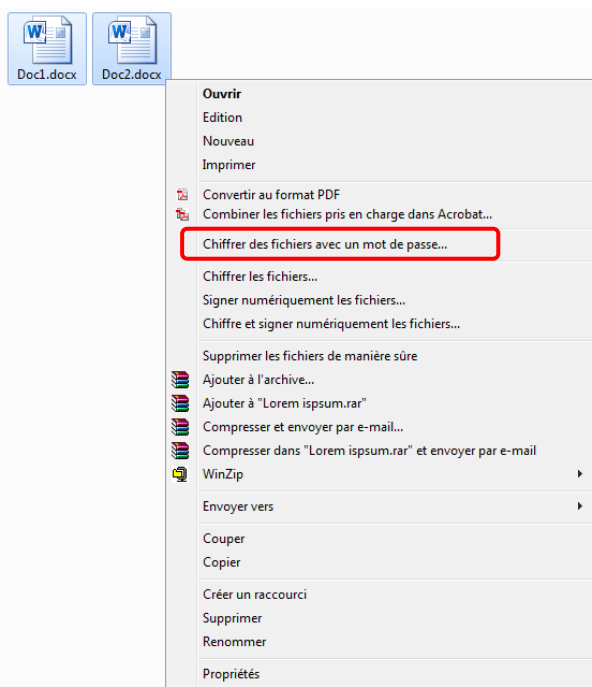 Doc1.docx Doc2.docx
Ouvrir
Edition
Nouveau
Imprimer
Convertir au format PDF
Combiner les fichiers pris en charge dans Acrobat...
Chiffrer des fichiers avec un mot de passe...
Chiffrer les fichiers...
Signer numériquement les fichiers...
Chiffre et signer numériquement les fichiers...
Supprimer les fichiers de manière sûre
Ajouter à l'archive...
Ajouter à "Lorem ispsum.rar"
Compresser et envoyer par e-mail...
Compresser dans "Lorem ispsum.rar" et envoyer par e-mail
WinZip
Envoyer vers
Couper
Copier
Créer un raccourci
Supprimer
Renommer
Propriétés